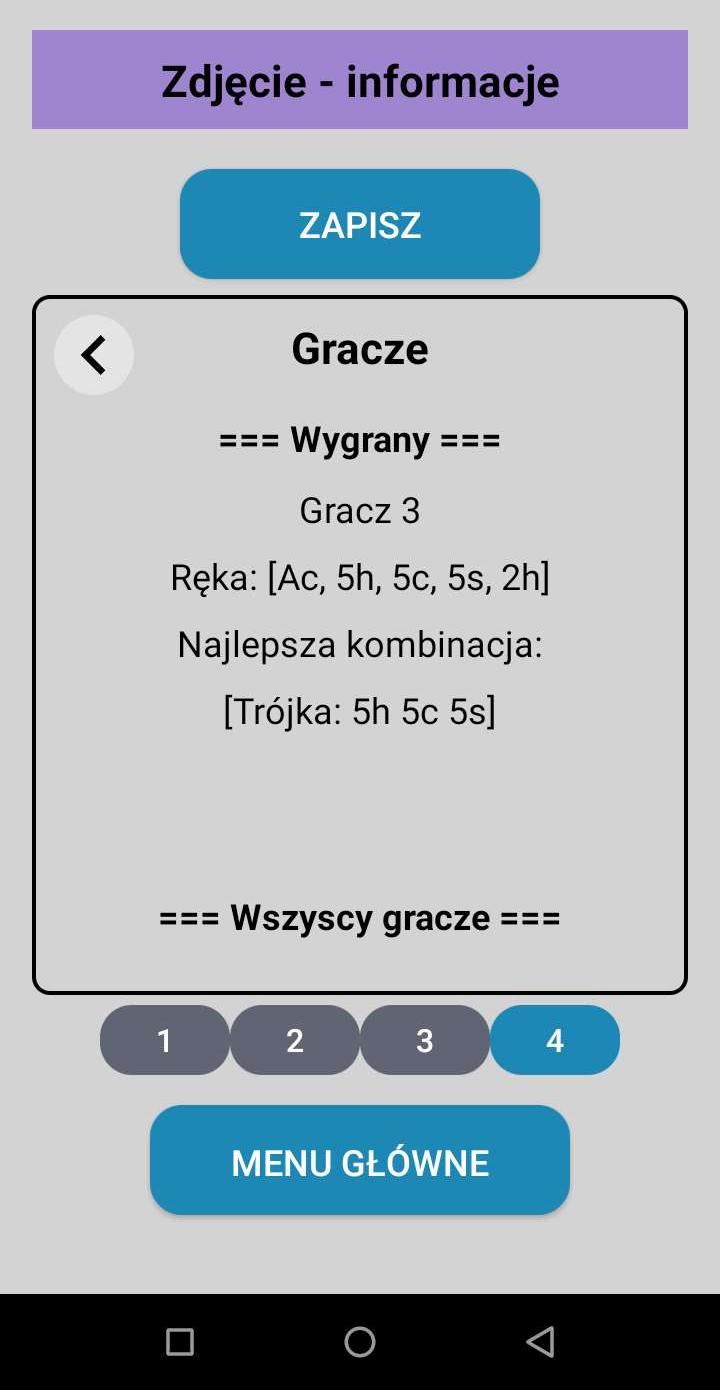 Zdjęcie - informacje
ZAPISZ
Gracze
=== Wygrany ===
Gracz 3
Ręka: [Ac, 5h, 5c, 5s, 2h]
Najlepsza kombinacja:
[Trójka: 5h 5c 5s]
=== Wszyscy gracze ===
1 2 3 4
MENU GŁÓWNE